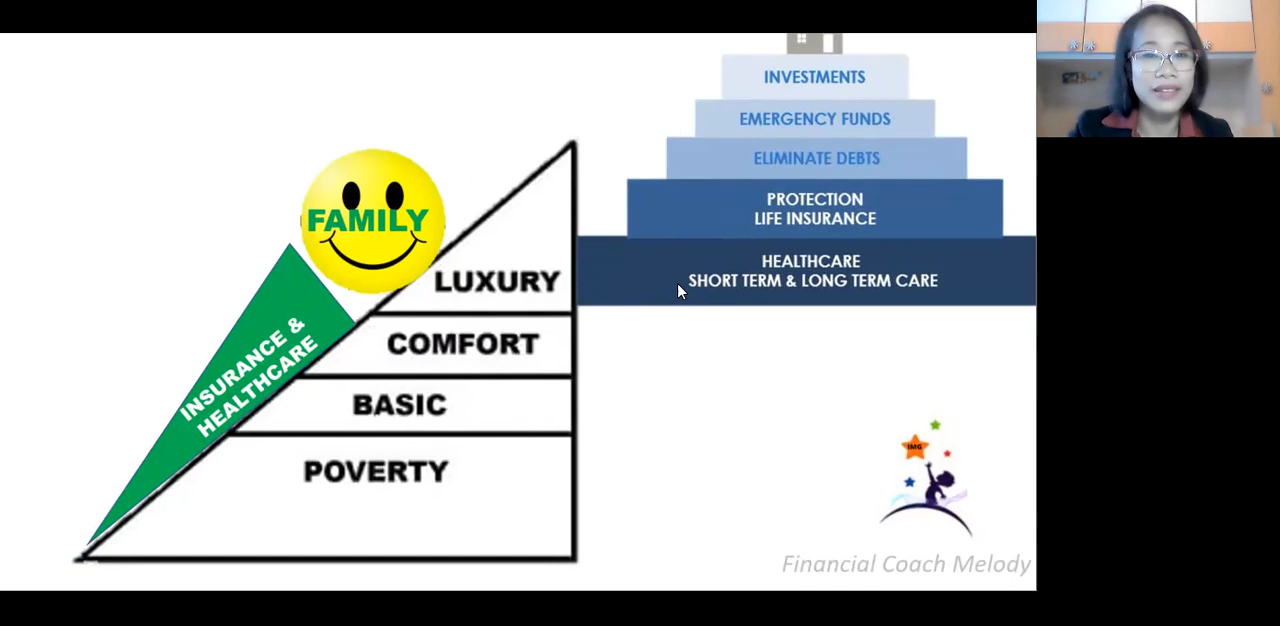 INVESTMENTS
EMERGENCY FUNDS
ELIMINATE DEBTS
PROTECTION
LIFE INSURANCE
HEALTHCARE
SHORT TERM & LONG TERM CARE
FAMILY
INSURANCE &
HEALTHCARE
LUXURY
COMFORT
BASIC
POVERTY
IMG
Financial Coach Melody